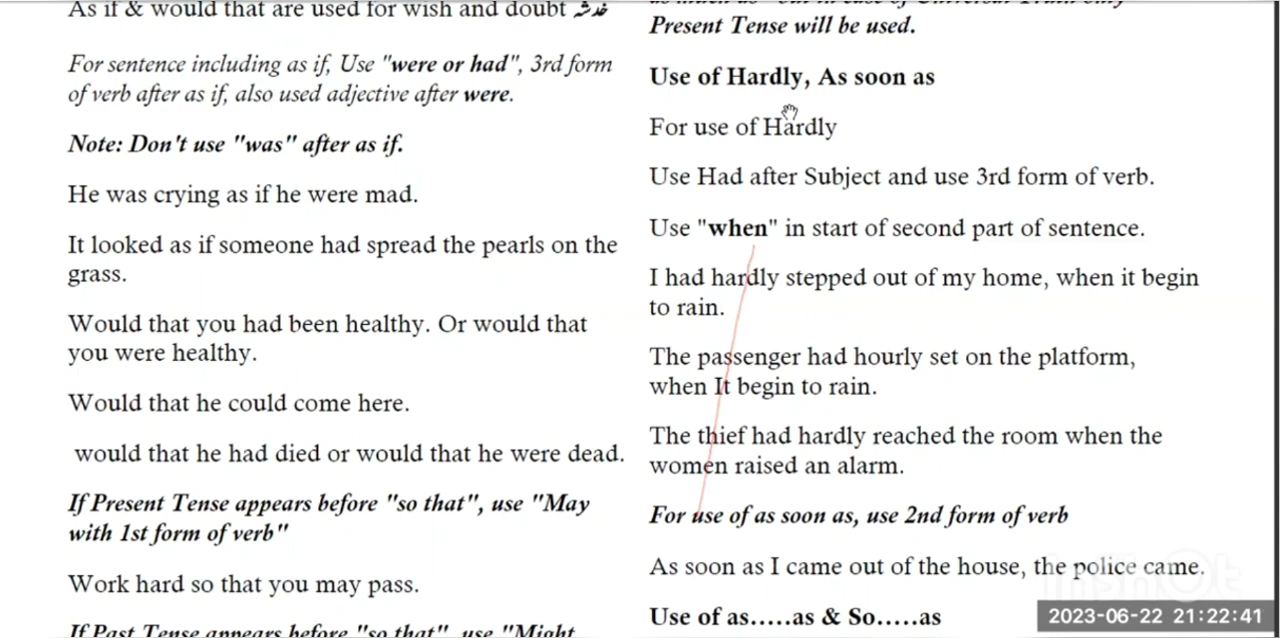 As if & would that are used for wish and doubt خدشہ
For sentence including as if, Use "were or had", 3rd form
of verb after as if, also used adjective after were.
Note: Don't use "was" after as if.
He was crying as if he were mad.
It looked as if someone had spread the pearls on the
grass.
Would that you had been healthy. Or would that
you were healthy.
Would that he could come here.
would that he had died or would that he were dead.
If Present Tense appears before "so that", use "May
with 1st form of verb"
Work hard so that you may pass.
If Past Tense appears before "so that", use "Might
Present Tense will be used.
Use of Hardly, As soon as
For use of Hardly
Use Had after Subject and use 3rd form of verb.
Use "when" in start of second part of sentence.
I had hardly stepped out of my home, when it begin
to rain.
The passenger had hourly set on the platform,
when It begin to rain.
The thief had hardly reached the room when the
women raised an alarm.
For use of as soon as, use 2nd form of verb
As soon as I came out of the house, the police came.
Use of as.....as & So.....as
InShOt
2023-06-22 21:22:41